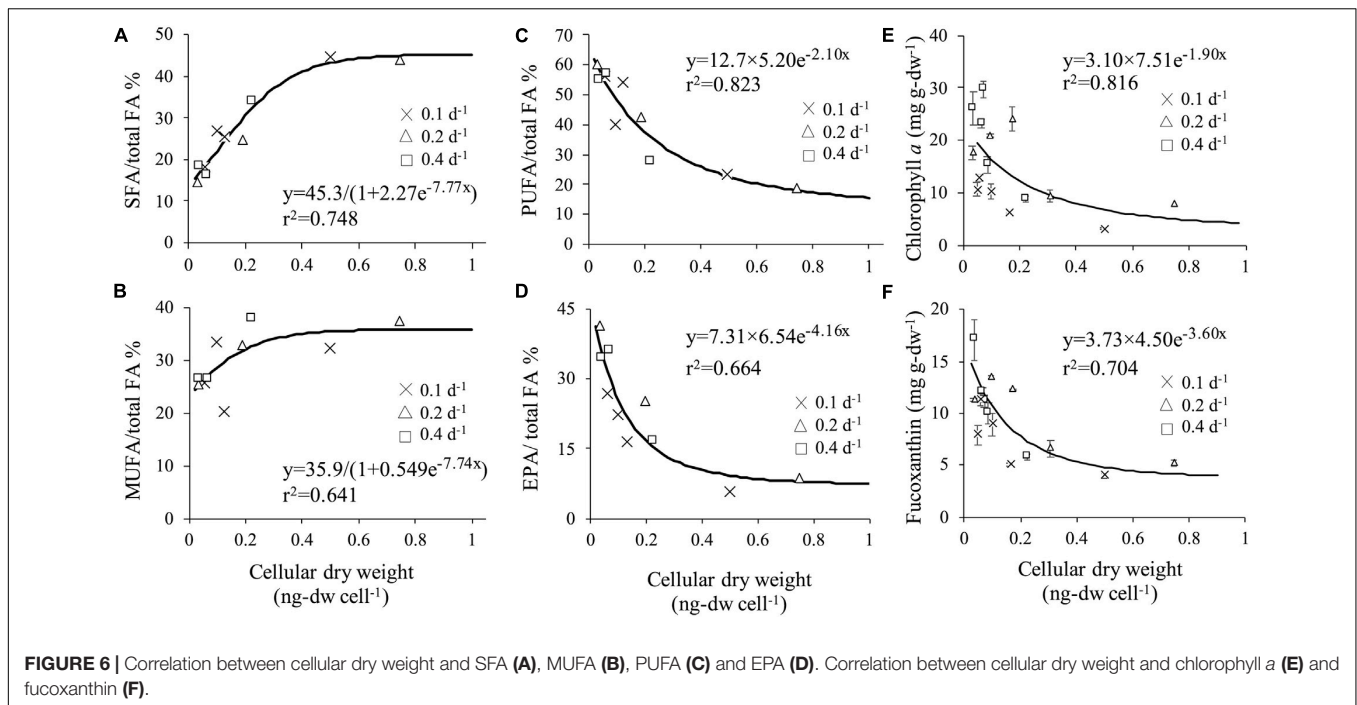 A
SFA/total FA %
50
40
30
20
10
0
0 0.2 0.4 0.6 0.8 1
× 0.1 d⁻¹
△ 0.2 d⁻¹
□ 0.4 d⁻¹
y=45.3/(1+2.27e⁻⁷·⁷⁷ˣ)
r²=0.748
B
MUFA/total FA %
40
30
20
10
0
0 0.2 0.4 0.6 0.8 1
× 0.1 d⁻¹
△ 0.2 d⁻¹
□ 0.4 d⁻¹
y=35.9/(1+0.549e⁻⁷·⁷⁴ˣ)
r²=0.641
Cellular dry weight
(ng-dw cell⁻¹)
C
PUFA/total FA %
70
60
50
40
30
20
10
0
0 0.2 0.4 0.6 0.8 1
y=12.7×5.20e⁻²·¹⁰ˣ
r²=0.823
× 0.1 d⁻¹
△ 0.2 d⁻¹
□ 0.4 d⁻¹
D
EPA/ total FA %
45
30
15
0
0 0.2 0.4 0.6 0.8 1
y=7.31×6.54e⁻⁴·¹⁶ˣ
r²=0.664
× 0.1 d⁻¹
△ 0.2 d⁻¹
□ 0.4 d⁻¹
Cellular dry weight
(ng-dw cell⁻¹)
E
Chlorophyll a (mg g-dw⁻¹)
40
30
20
10
0
0 0.2 0.4 0.6 0.8 1
y=3.10×7.51e⁻¹·⁹⁰ˣ
r²=0.816
× 0.1 d⁻¹
△ 0.2 d⁻¹
□ 0.4 d⁻¹
F
Fucoxanthin (mg g-dw⁻¹)
20
15
10
5
0
0 0.2 0.4 0.6 0.8 1
y=3.73×4.50e⁻³·⁶⁰ˣ
r²=0.704
× 0.1 d⁻¹
△ 0.2 d⁻¹
□ 0.4 d⁻¹
Cellular dry weight
(ng-dw cell⁻¹)
FIGURE 6 | Correlation between cellular dry weight and SFA (A), MUFA (B), PUFA (C) and EPA (D). Correlation between cellular dry weight and chlorophyll a (E) and
fucoxanthin (F).